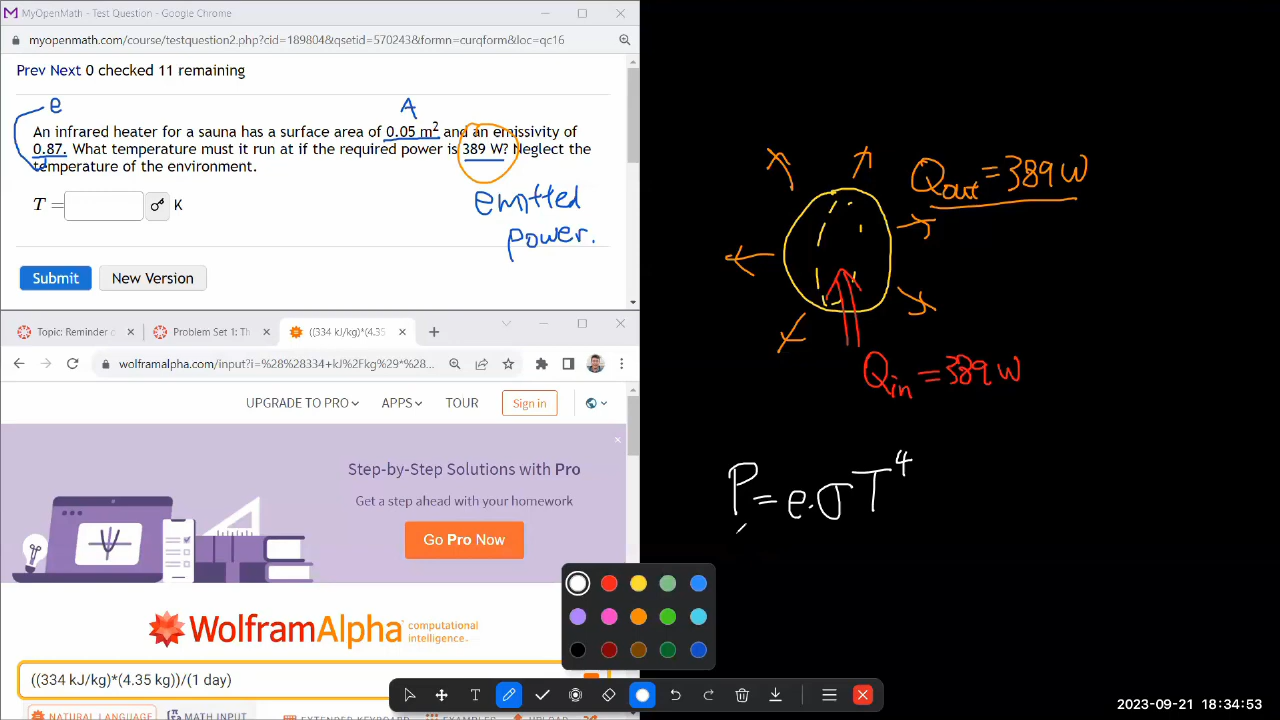 MyOpenMath - Test Question - Google Chrome
myopenmath.com/course/testquestion2.php?cid=189804&qsetid=570243&formn=curqform&loc=qc16
Prev Next 0 checked 11 remaining
e
A
An infrared heater for a sauna has a surface area of 0.05 m² and an emissivity of
0.87. What temperature must it run at if the required power is 389 W? Neglect the
temperature of the environment.
T = K
emitted
power.
Submit New Version
Topic: Reminder Problem Set 1: Th ((334 kJ/kg)*(4.35
wolframalpha.com/input?i=%28%28334+kJ%2Fkg%29*%28...
UPGRADE TO PRO APPS TOUR Sign in
Step-by-Step Solutions with Pro
Get a step ahead with your homework
Go Pro Now
WolframAlpha computational intelligence.
((334 kJ/kg)*(4.35 kg))/(1 day)
NATURAL LANGUAGE MATH INPUT EXTENDED KEYBOARD EXAMPLES UPLOAD
Qout = 389 W
Qin = 389 W
P = e·σT⁴
T
2023-09-21 18:34:53